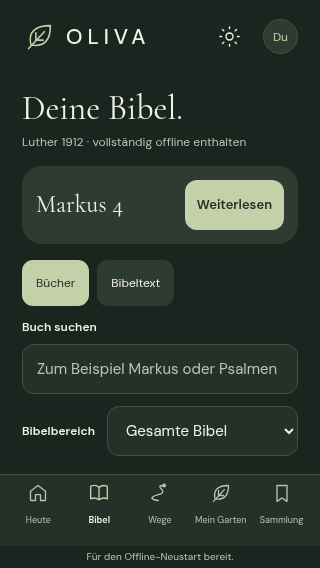 OLIVA
Du
Deine Bibel.
Luther 1912 · vollständig offline enthalten
Markus 4
Weiterlesen
Bücher
Bibeltext
Buch suchen
Zum Beispiel Markus oder Psalmen
Bibelbereich
Gesamte Bibel
Heute
Bibel
Wege
Mein Garten
Sammlung
Für den Offline-Neustart bereit.